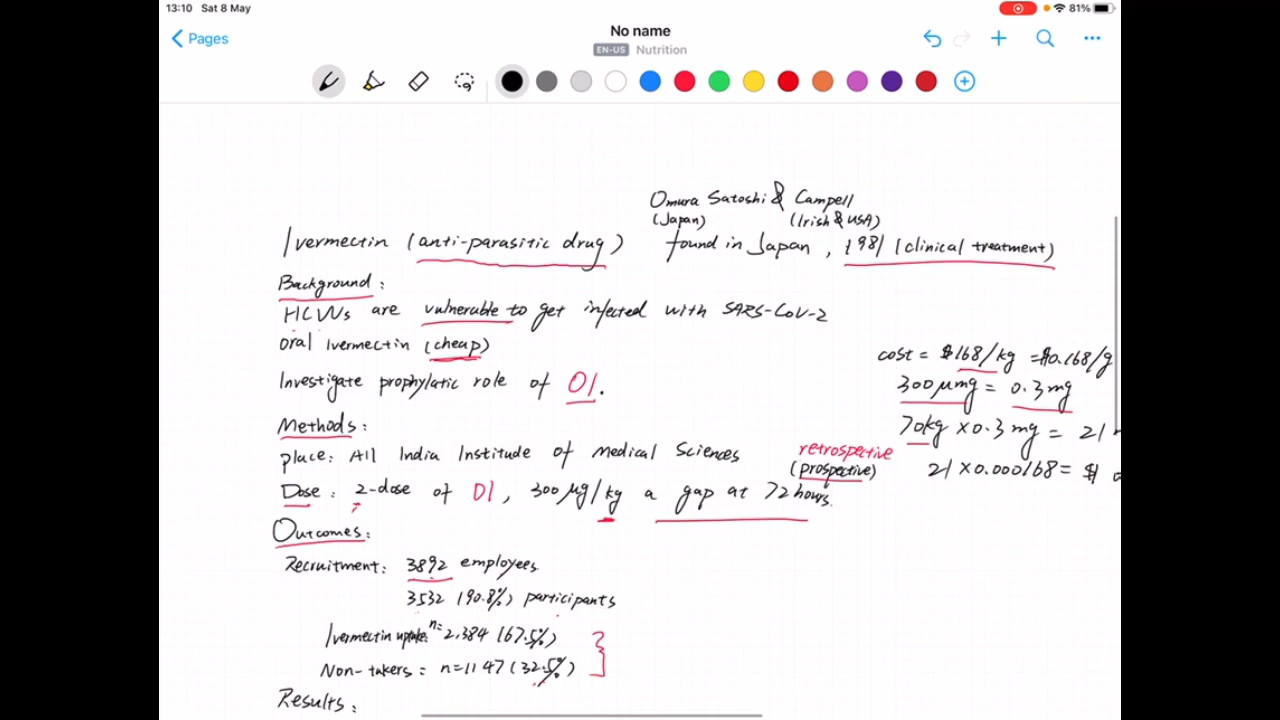 13:10 Sat 8 May
81%
Pages
No name
EN-US Nutrition
Omura Satoshi & Campell
(Japan) (Irish & USA)
Ivermectin (anti-parasitic drug) found in Japan, 1981 (clinical treatment)
Background:
HCWs are vulnerable to get infected with SARS-CoV-2
oral ivermectin (cheap)
Investigate prophylatic role of OI.
cost = $168/kg = $0.168/g
300 μmg = 0.3 mg
70kg × 0.3 mg = 21
21 × 0.000168 = $
Methods:
place: All India Institude of Medical Sciences
retrospective
(prospective)
Dose: 2-dose of OI, 300 μg/kg a gap at 72 hours.
Outcomes:
Recruitment: 3892 employees
3532 (90.8%) participants
Ivermectin uptake: n= 2,384 (67.5%)
Non-takers: n=1147 (32.5%)
Results: